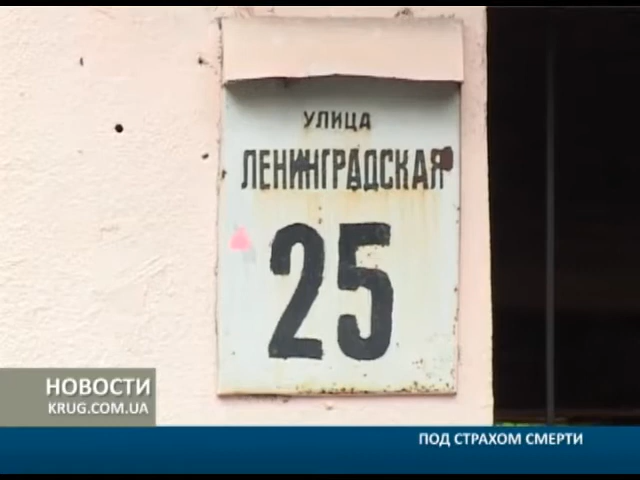 УЛИЦА
ЛЕНИНГРАДСКАЯ
25
НОВОСТИ
KRUG.COM.UA
ПОД СТРАХОМ СМЕРТИ